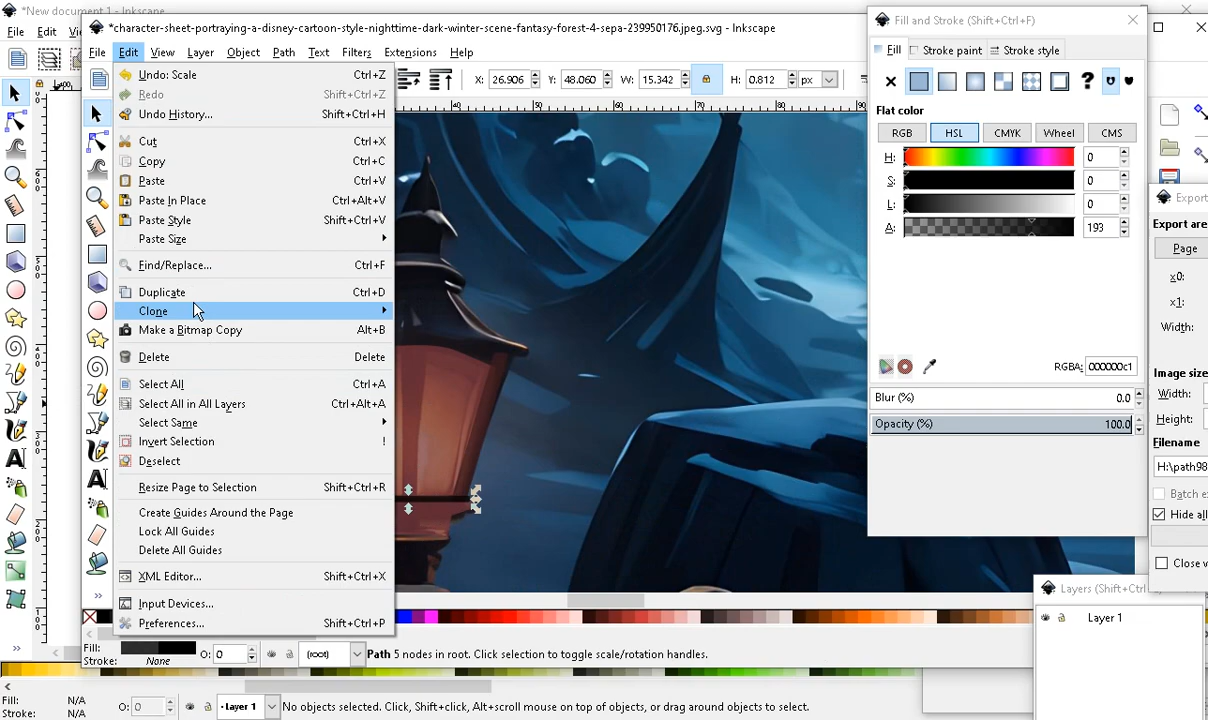 *New document 1 - Inkscape
File Edit
*character-sheet-portraying-a-disney-cartoon-style-nighttime-dark-winter-scene-fantasy-forest-4-sepa-239950176.jpeg.svg - Inkscape
File Edit View Layer Object Path Text Filters Extensions Help
X: 26.906 Y: 48.060 W: 15.342 H: 0.812 px
Undo: Scale Ctrl+Z
Redo Shift+Ctrl+Z
Undo History... Shift+Ctrl+H
Cut Ctrl+X
Copy Ctrl+C
Paste Ctrl+V
Paste In Place Ctrl+Alt+V
Paste Style Shift+Ctrl+V
Paste Size
Find/Replace... Ctrl+F
Duplicate Ctrl+D
Clone
Make a Bitmap Copy Alt+B
Delete Delete
Select All Ctrl+A
Select All in All Layers Ctrl+Alt+A
Select Same
Invert Selection !
Deselect
Resize Page to Selection Shift+Ctrl+R
Create Guides Around the Page
Lock All Guides
Delete All Guides
XML Editor... Shift+Ctrl+X
Input Devices...
Preferences... Shift+Ctrl+P
Fill and Stroke (Shift+Ctrl+F)
Fill Stroke paint Stroke style
Flat color
RGB HSL CMYK Wheel CMS
H: 0
S: 0
L: 0
A: 193
RGBA: 000000c1
Blur (%) 0.0
Opacity (%) 100.0
Export
Export are
Page
x0:
x1:
Width:
Image size
Width:
Height:
Filename
H:\path98
Batch e
Hide all
Close
Layers (Shift+Ctrl
Layer 1
Fill:
Stroke: None
O: 0
(root)
Path 5 nodes in root. Click selection to toggle scale/rotation handles.
Fill: N/A
Stroke: N/A
O: 0
Layer 1
No objects selected. Click, Shift+click, Alt+scroll mouse on top of objects, or drag around objects to select.